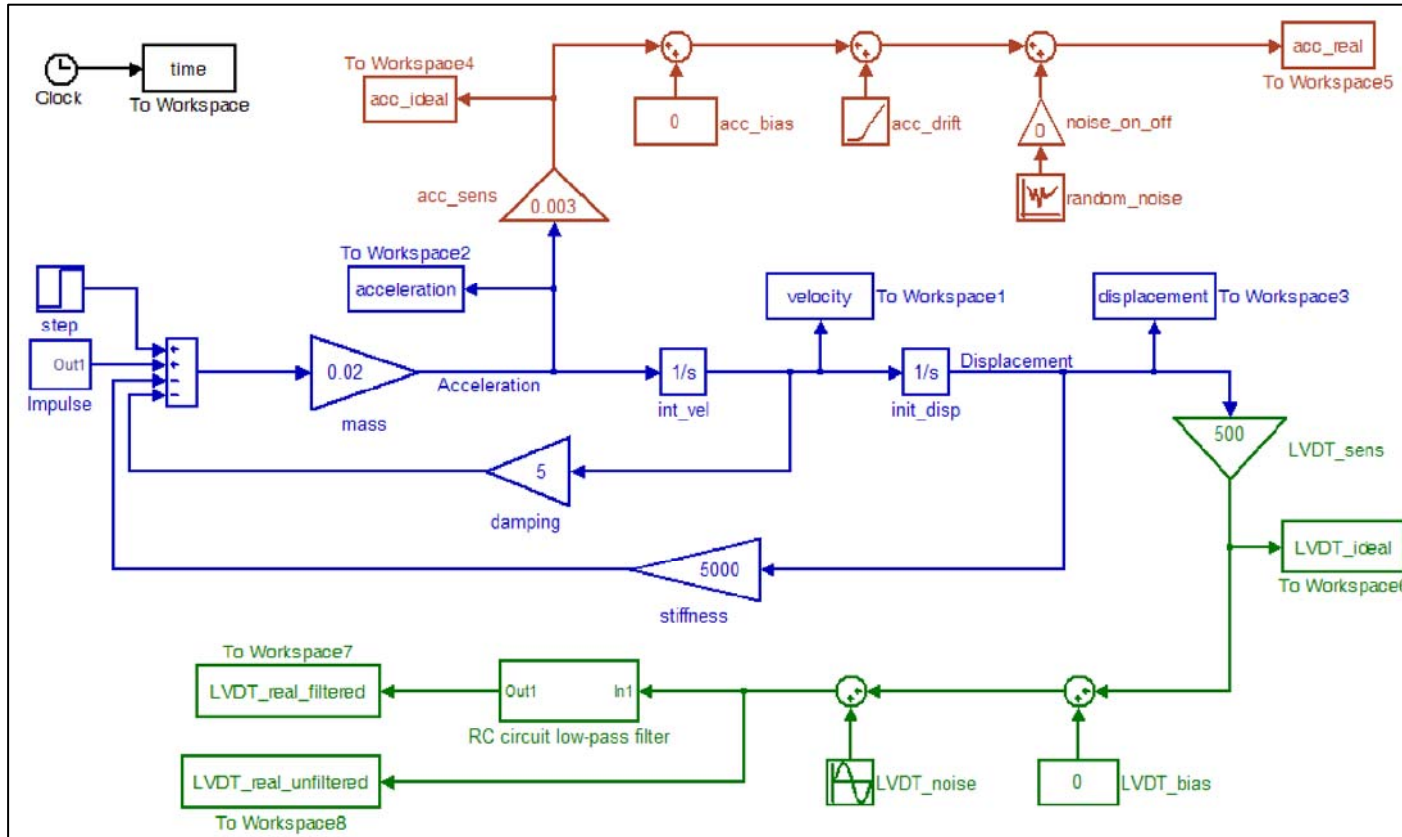 Clock
time
To Workspace
To Workspace4
acc_ideal
0
acc_bias
acc_drift
0
noise_on_off
random_noise
acc_real
To Workspace5
acc_sens
0.003
To Workspace2
acceleration
step
Out1
Impulse
0.02
mass
Acceleration
1/s
int_vel
velocity
To Workspace1
1/s
init_disp
Displacement
displacement
To Workspace3
500
LVDT_sens
5
damping
5000
stiffness
LVDT_ideal
To Workspace6
To Workspace7
LVDT_real_filtered
Out1
In1
RC circuit low-pass filter
LVDT_real_unfiltered
To Workspace8
LVDT_noise
0
LVDT_bias